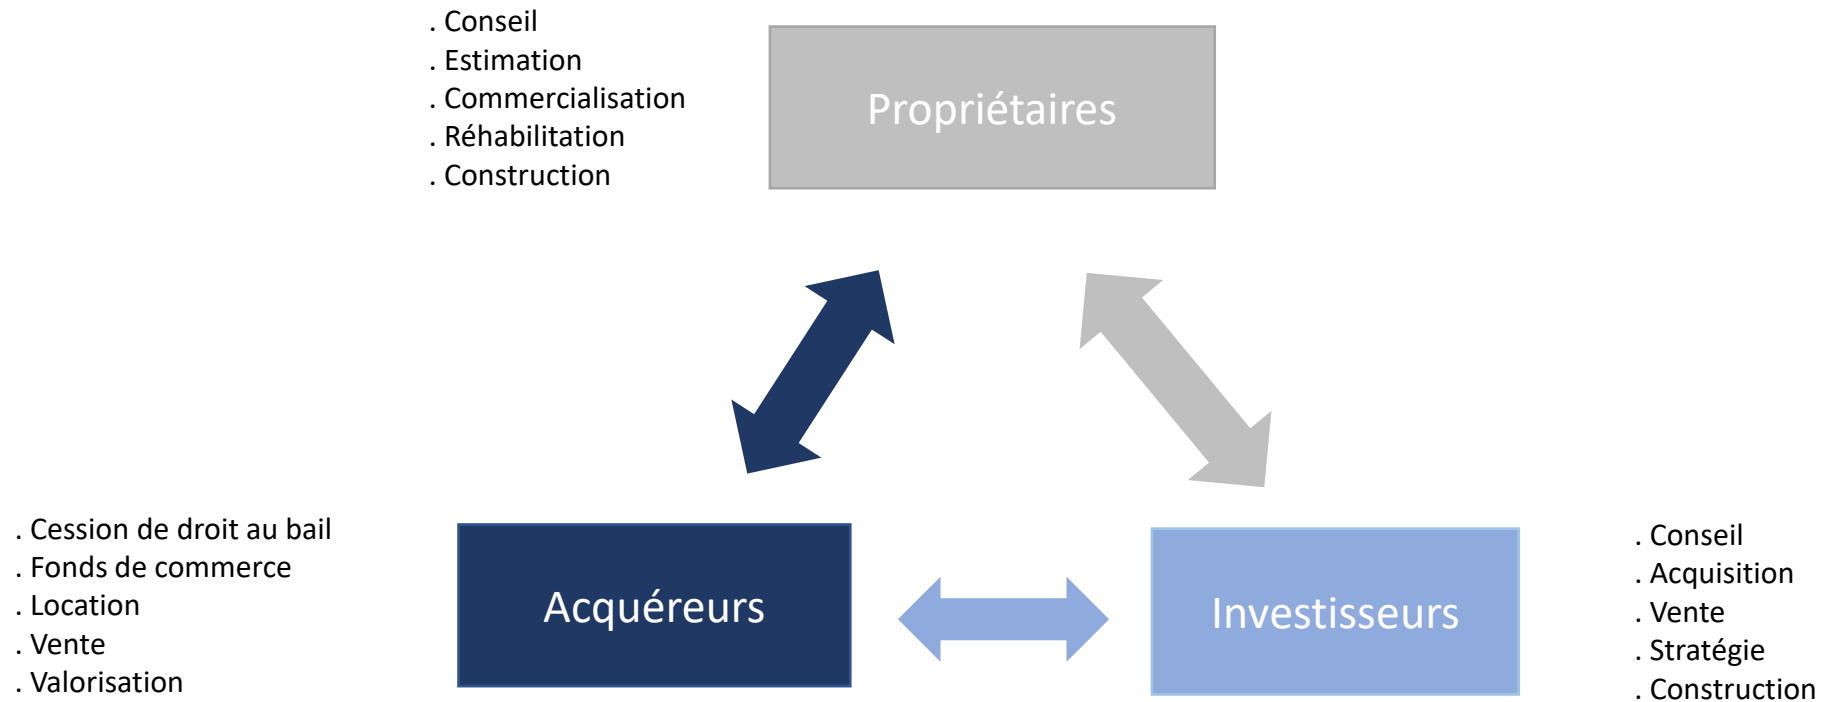 . Conseil
. Estimation
. Commercialisation
. Réhabilitation
. Construction
Propriétaires
. Cession de droit au bail
. Fonds de commerce
. Location
. Vente
. Valorisation
Acquéreurs
Investisseurs
. Conseil
. Acquisition
. Vente
. Stratégie
. Construction